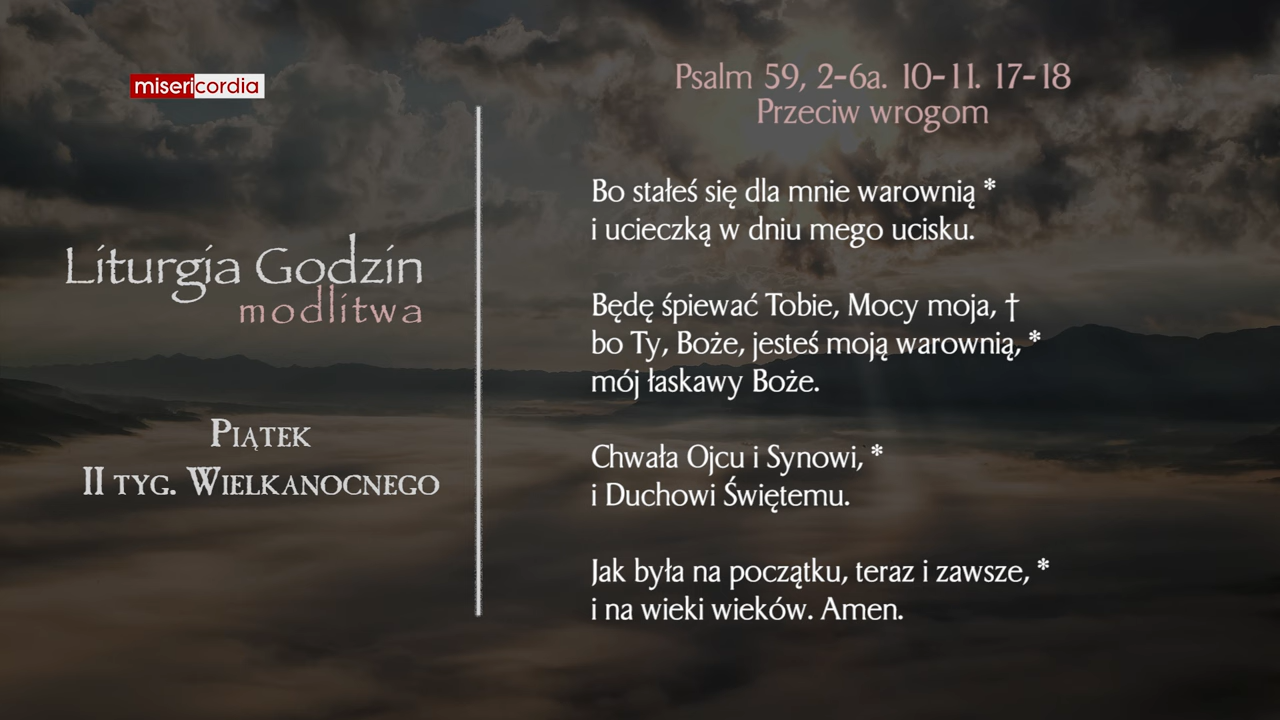 misericordia
Liturgia Godzin
modlitwa
Piątek
II tyg. Wielkanocnego
Psalm 59, 2-6a. 10-11. 17-18
Przeciw wrogom
Bo stałeś się dla mnie warownią *
i ucieczką w dniu mego ucisku.
Będę śpiewać Tobie, Mocy moja, †
bo Ty, Boże, jesteś moją warownią, *
mój łaskawy Boże.
Chwała Ojcu i Synowi, *
i Duchowi Świętemu.
Jak była na początku, teraz i zawsze, *
i na wieki wieków. Amen.